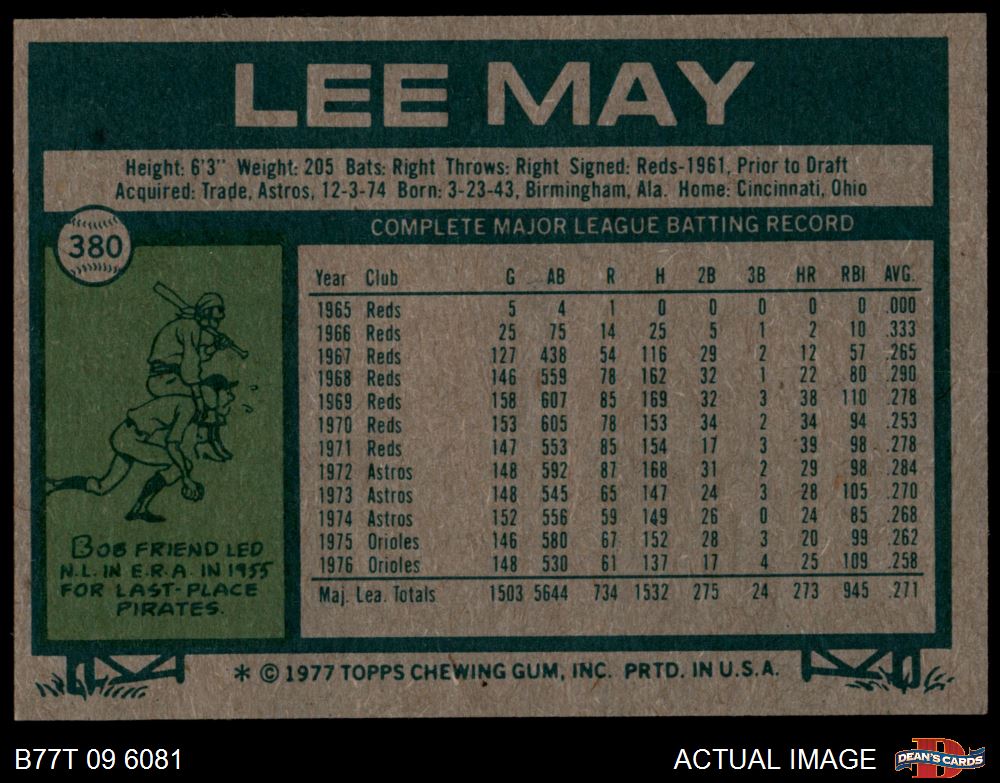 LEE MAY
Height: 6'3" Weight: 205 Bats: Right Throws: Right Signed: Reds-1961, Prior to Draft
Acquired: Trade, Astros, 12-3-74 Born: 3-23-43, Birmingham, Ala. Home: Cincinnati, Ohio
380
COMPLETE MAJOR LEAGUE BATTING RECORD
Year Club G AB R H 2B 3B HR RBI AVG.
1965 Reds 5 4 1 0 0 0 0 0 .000
1966 Reds 25 75 14 25 5 1 2 10 .333
1967 Reds 127 438 54 116 29 2 12 57 .265
1968 Reds 146 559 78 162 32 1 22 80 .290
1969 Reds 158 607 85 169 32 3 38 110 .278
1970 Reds 153 605 78 153 34 2 34 94 .253
1971 Reds 147 553 85 154 17 3 39 98 .278
1972 Astros 148 592 87 168 31 2 29 98 .284
1973 Astros 148 545 65 147 24 3 28 105 .270
1974 Astros 152 556 59 149 26 0 24 85 .268
1975 Orioles 146 580 67 152 28 3 20 99 .262
1976 Orioles 148 530 61 137 17 4 25 109 .258
Maj. Lea. Totals 1503 5644 734 1532 275 24 273 945 .271
BOB FRIEND LED
N.L. IN E.R.A. IN 1955
FOR LAST-PLACE
PIRATES.
* © 1977 TOPPS CHEWING GUM, INC. PRTD. IN U.S.A.
B77T 09 6081
ACTUAL IMAGE
D
DEAN'S CARDS